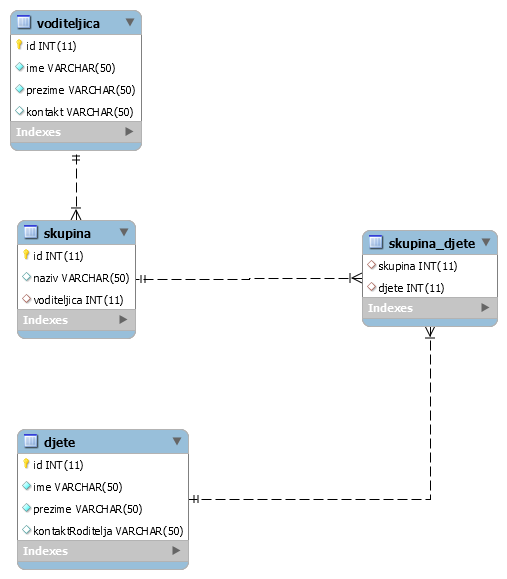 voditeljica
id INT(11)
ime VARCHAR(50)
prezime VARCHAR(50)
kontakt VARCHAR(50)
Indexes
skupina
id INT(11)
naziv VARCHAR(50)
voditeljica INT(11)
Indexes
skupina_djete
skupina INT(11)
djete INT(11)
Indexes
djete
id INT(11)
ime VARCHAR(50)
prezime VARCHAR(50)
kontaktRoditelja VARCHAR(50)
Indexes